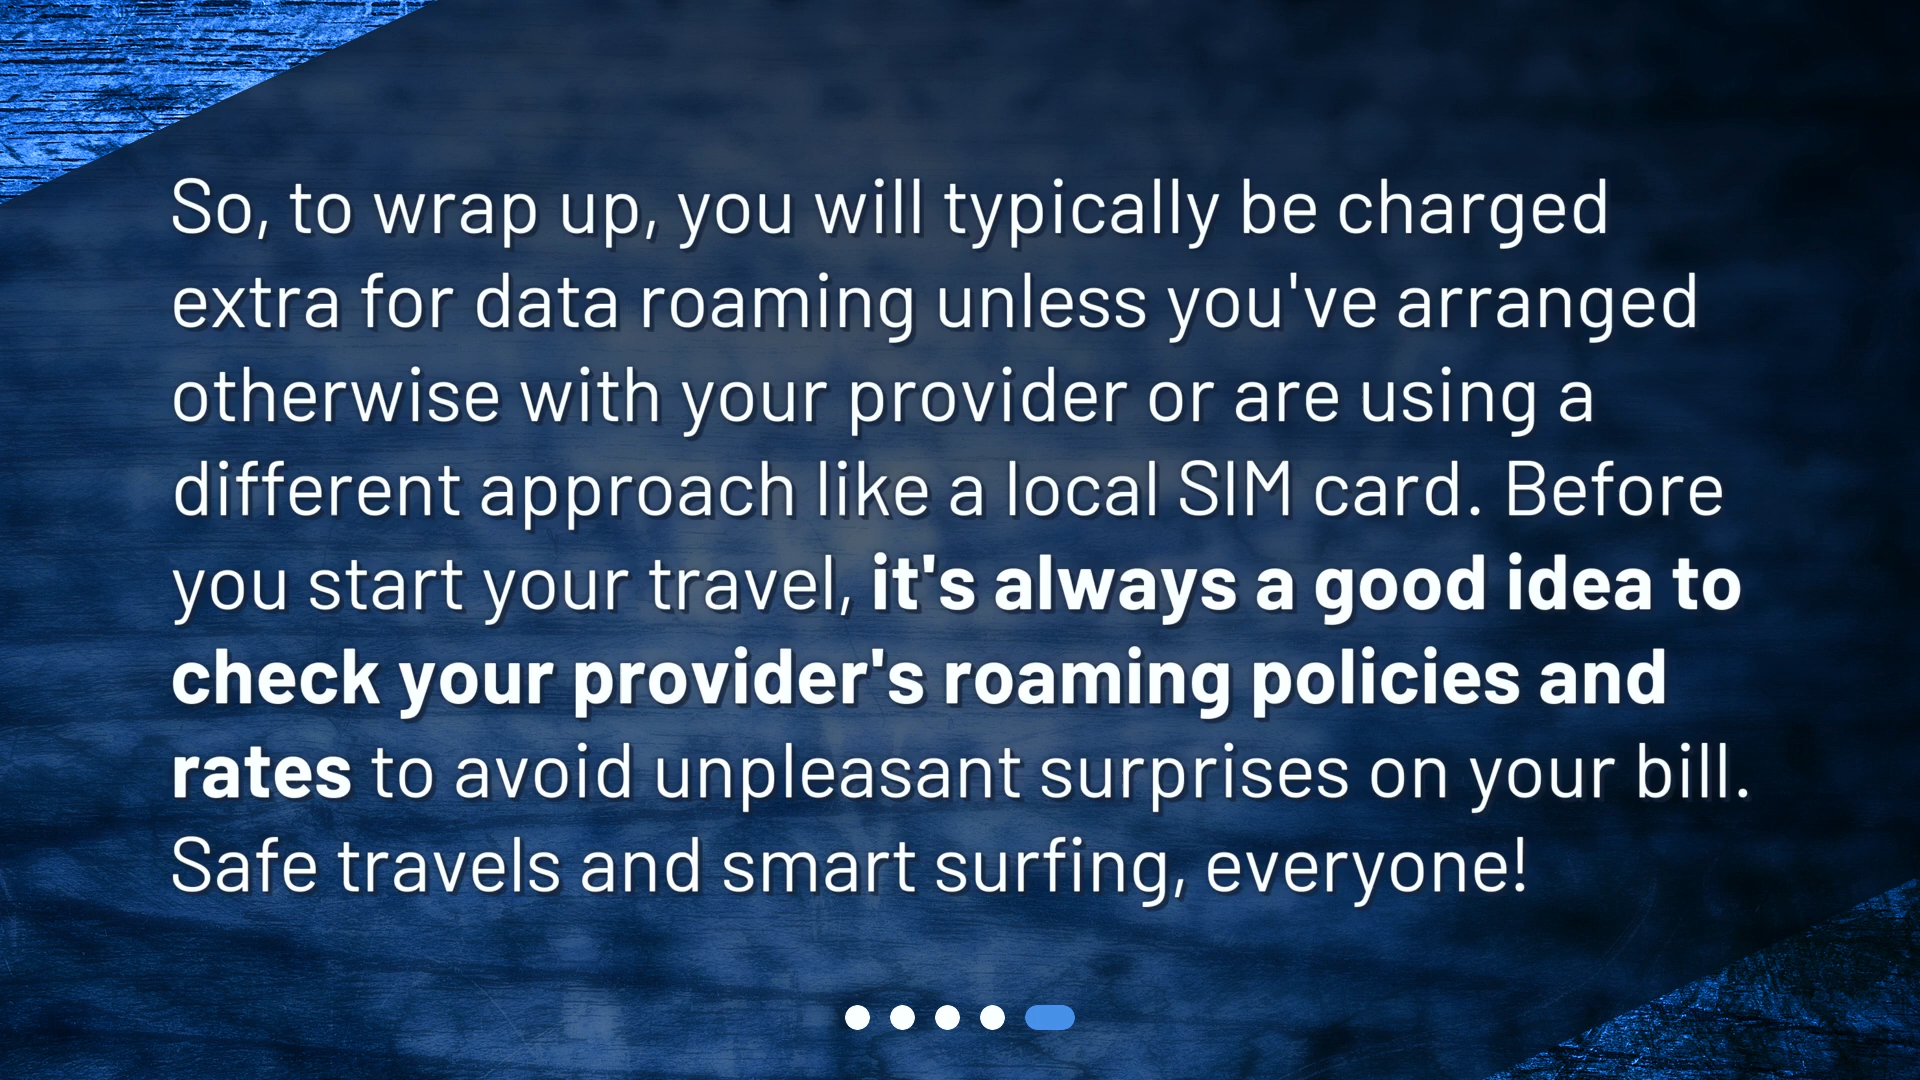 So, to wrap up, you will typically be charged
extra for data roaming unless you've arranged
otherwise with your provider or are using a
different approach like a local SIM card. Before
you start your travel, it's always a good idea to
check your provider's roaming policies and
rates to avoid unpleasant surprises on your bill.
Safe travels and smart surfing, everyone!